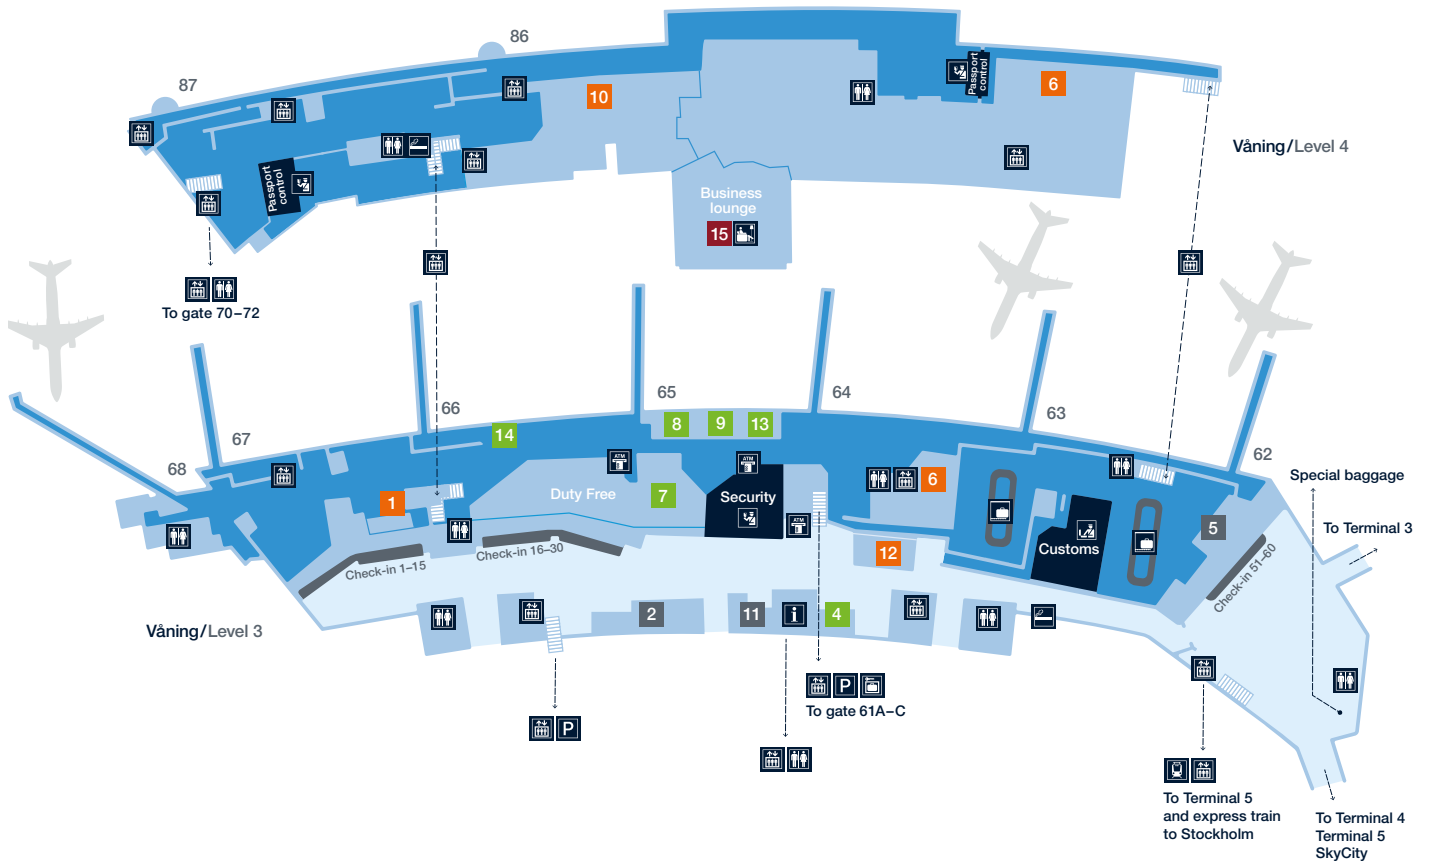 86
87
10
6
Passport
control
Våning/Level 4
Passport
control
Business
lounge
15
To gate 70–72
65
64
63
66
67
68
62
8
9
13
14
ATM
ATM
Special baggage
1
Duty Free
7
Security
6
5
To Terminal 3
ATM
Customs
12
Check-in 1–15
Check-in 16–30
Check-in 51–60
2
11
i
4
Våning/Level 3
P
To gate 61A–C
P
To Terminal 5
and express train
to Stockholm
To Terminal 4
Terminal 5
SkyCity